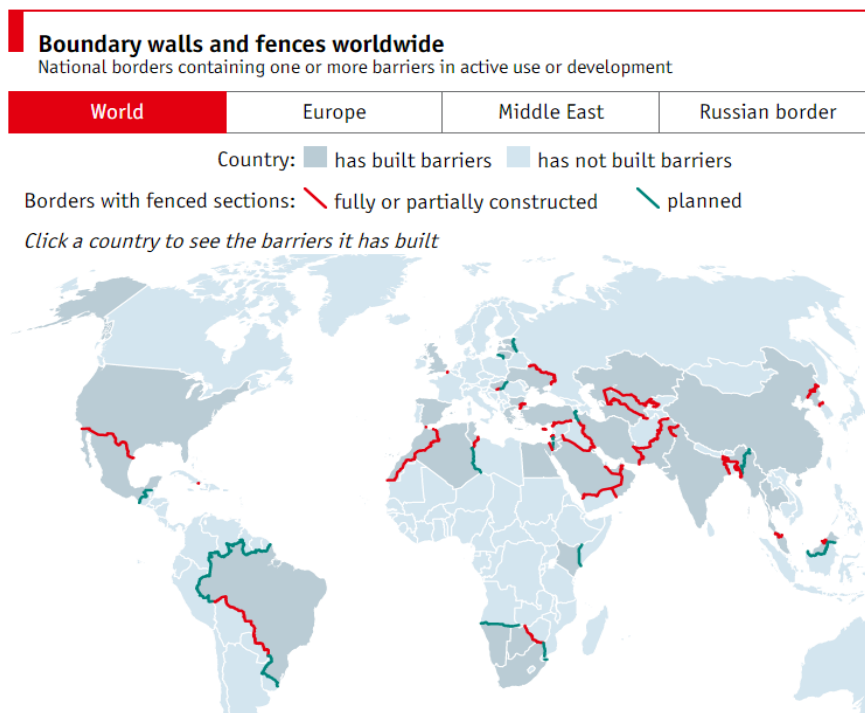 Boundary walls and fences worldwide
National borders containing one or more barriers in active use or development
World Europe Middle East Russian border
Country: has built barriers has not built barriers
Borders with fenced sections: fully or partially constructed planned
Click a country to see the barriers it has built